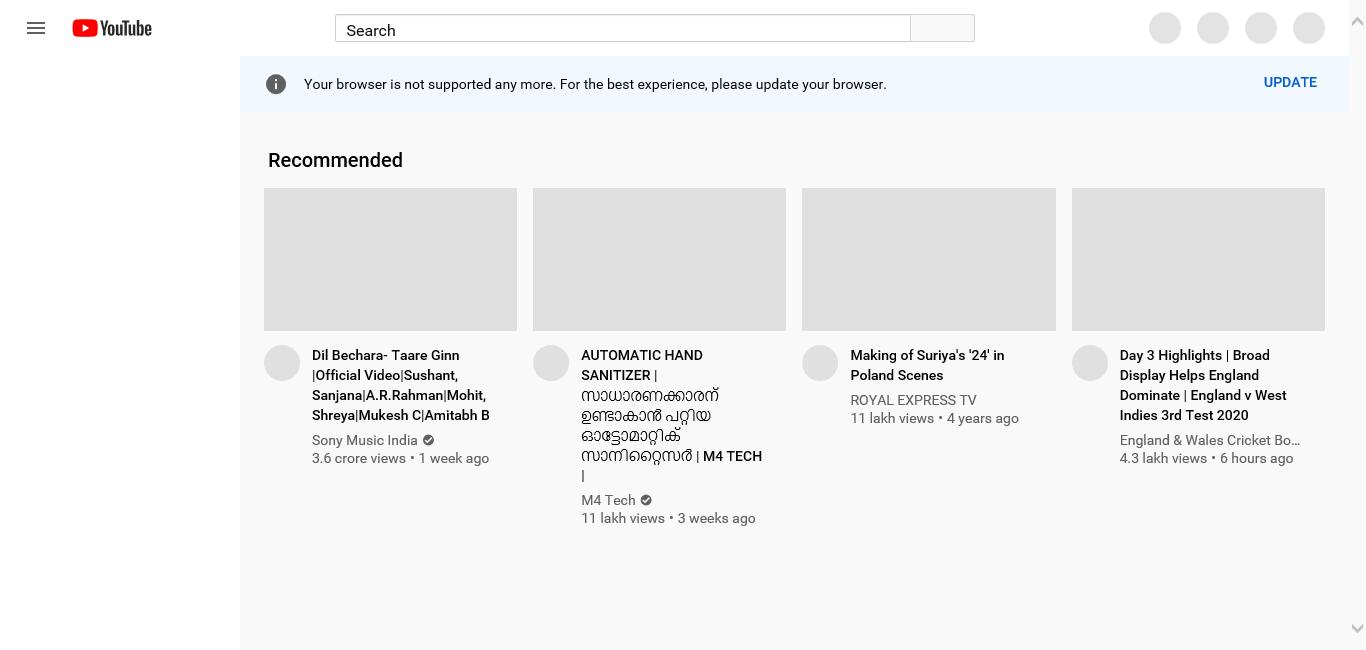 YouTube
Search
Your browser is not supported any more. For the best experience, please update your browser.
UPDATE
Recommended
Dil Bechara- Taare Ginn
|Official Video|Sushant,
Sanjana|A.R.Rahman|Mohit,
Shreya|Mukesh C|Amitabh B
Sony Music India
3.6 crore views • 1 week ago
AUTOMATIC HAND
SANITIZER |
സാധാരണക്കാരന്
ഉണ്ടാകാൻ പറ്റിയ
ഓട്ടോമാറ്റിക്
സാനിറ്റൈസർ | M4 TECH
|
M4 Tech
11 lakh views • 3 weeks ago
Making of Suriya's '24' in
Poland Scenes
ROYAL EXPRESS TV
11 lakh views • 4 years ago
Day 3 Highlights | Broad
Display Helps England
Dominate | England v West
Indies 3rd Test 2020
England & Wales Cricket Bo...
4.3 lakh views • 6 hours ago